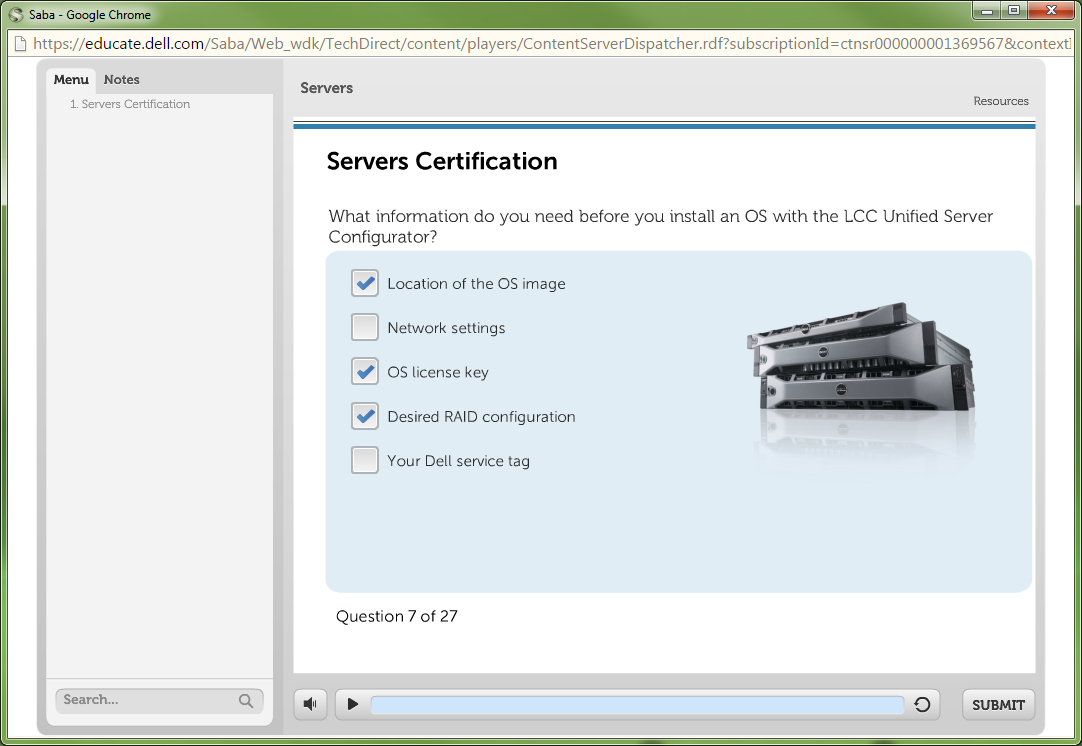 Saba - Google Chrome
https://educate.dell.com/Saba/Web_wdk/TechDirect/content/players/ContentServerDispatcher.rdf?subscriptionId=ctnsr000000001369567&contextI
Menu
Notes
1. Servers Certification
Servers
Resources
Servers Certification
What information do you need before you install an OS with the LCC Unified Server
Configurator?
Location of the OS image
Network settings
OS license key
Desired RAID configuration
Your Dell service tag
Question 7 of 27
Search...
SUBMIT